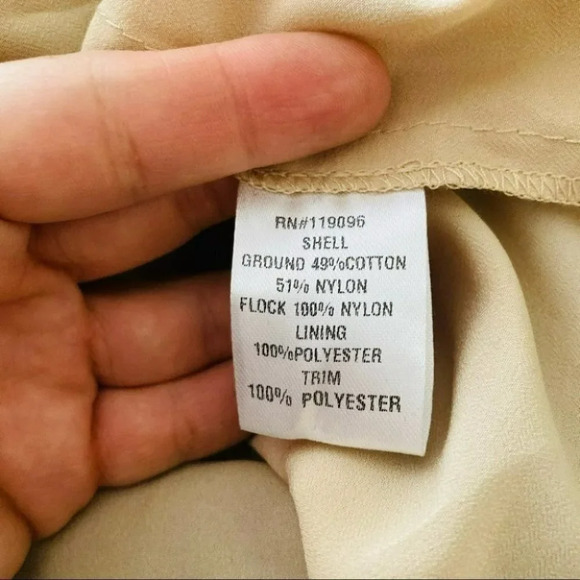 RN#119096
SHELL
GROUND 49%COTTON
51% NYLON
FLOCK 100% NYLON
LINING
100%POLYESTER
TRIM
100% POLYESTER